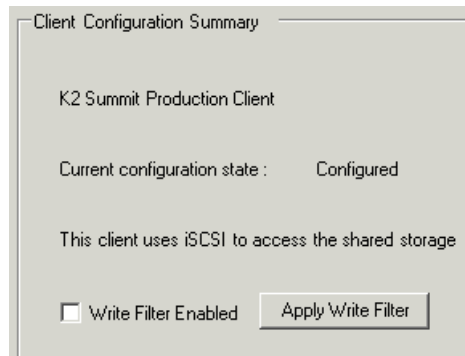 Client Configuration Summary
K2 Summit Production Client
Current configuration state : Configured
This client uses iSCSI to access the shared storage
Write Filter Enabled Apply Write Filter